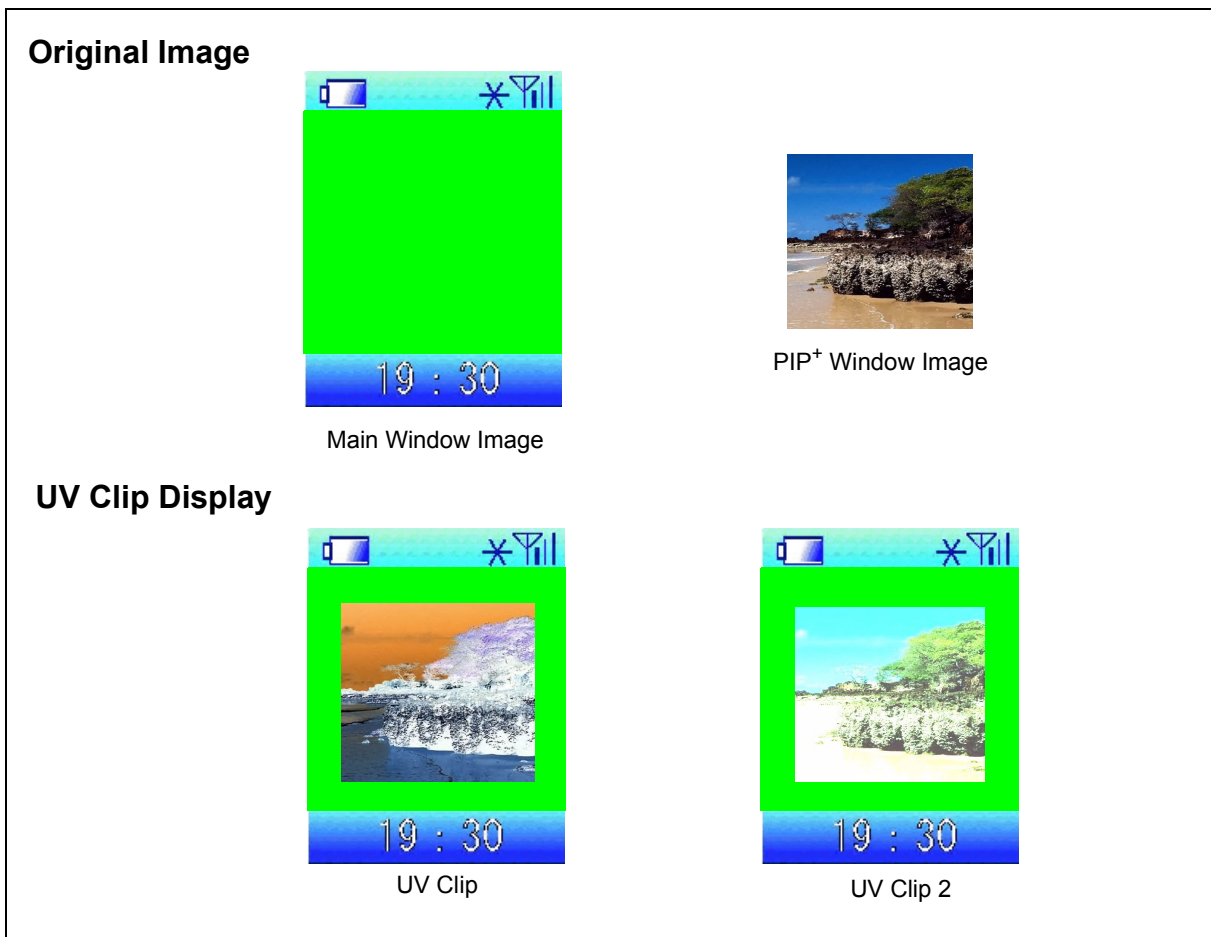 Original Image
19 : 30
PIP+ Window Image
Main Window Image
UV Clip Display
19 : 30
19 : 30
UV Clip
UV Clip 2